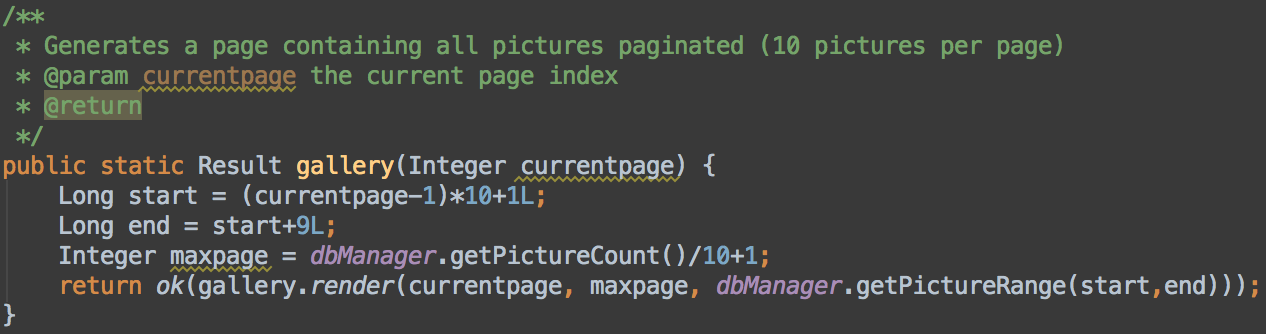 /**
 * Generates a page containing all pictures paginated (10 pictures per page)
 * @param currentpage the current page index
 * @return
 */
public static Result gallery(Integer currentpage) {
    Long start = (currentpage-1)*10+1L;
    Long end = start+9L;
    Integer maxpage = dbManager.getPictureCount()/10+1;
    return ok(gallery.render(currentpage, maxpage, dbManager.getPictureRange(start,end)));
}